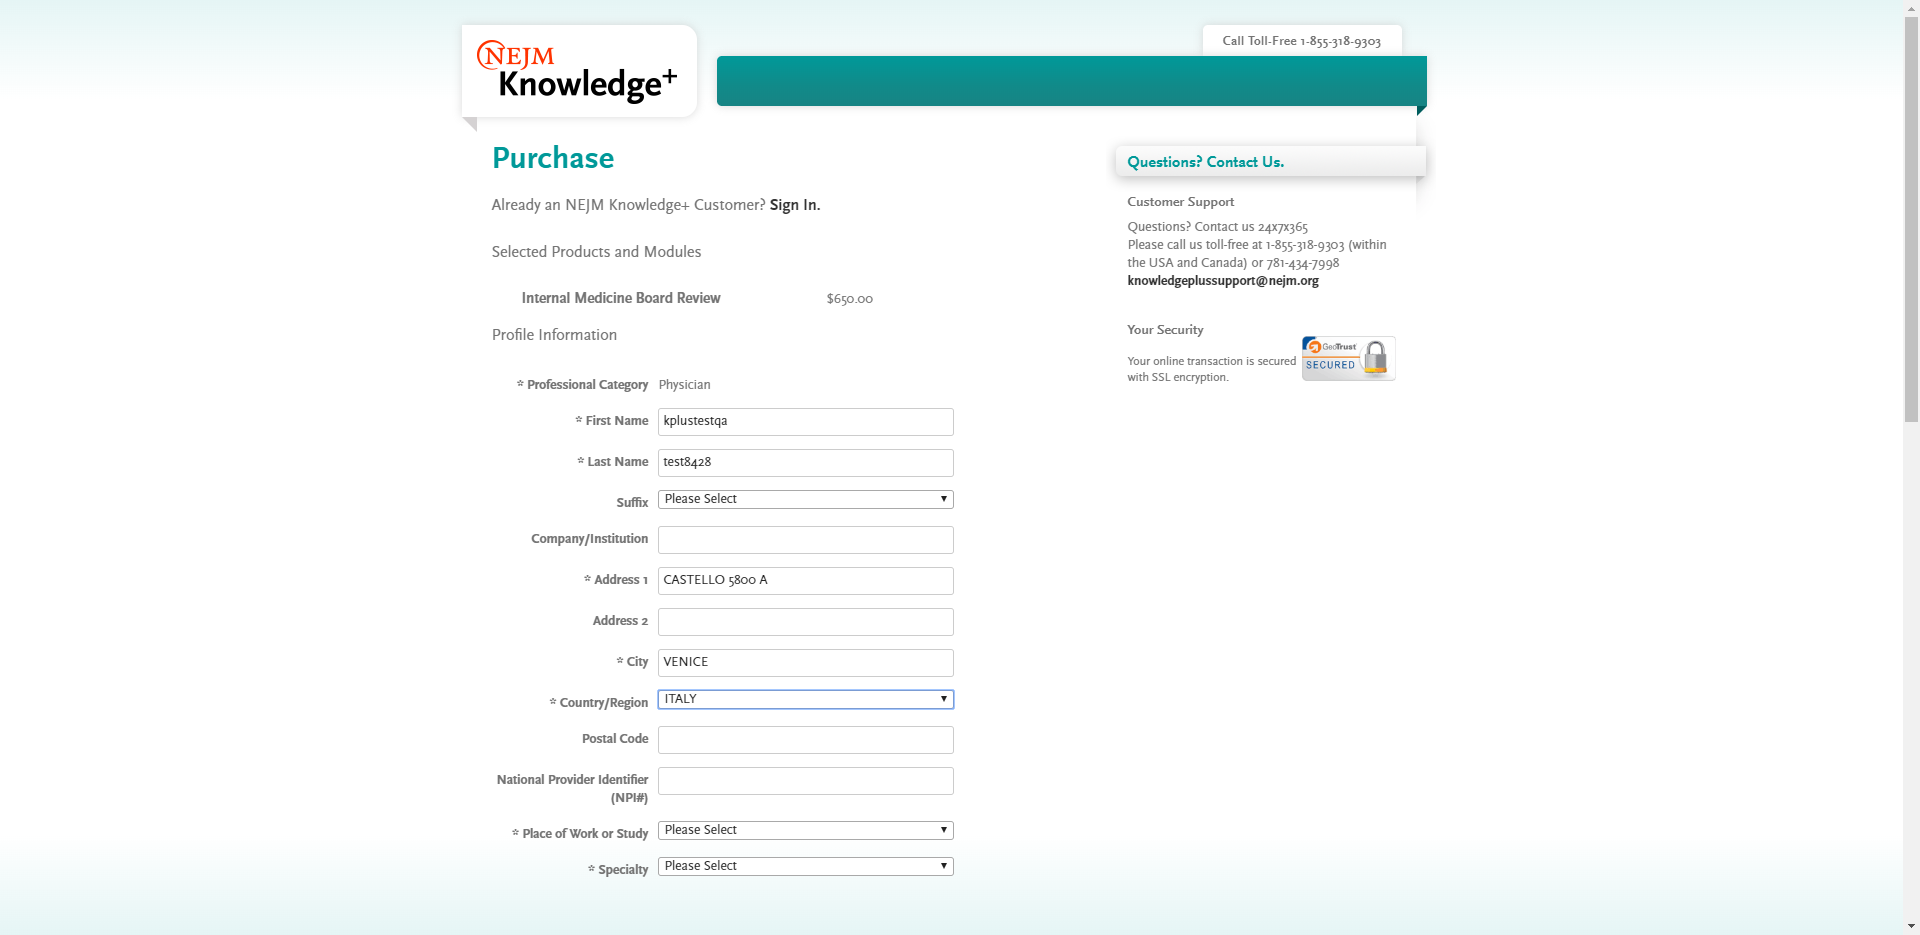 NEJM
Knowledge+
Call Toll-Free 1-855-318-9303
Purchase
Already an NEJM Knowledge+ Customer? Sign In.
Selected Products and Modules
Internal Medicine Board Review $650.00
Profile Information
* Professional Category Physician
* First Name kplustestqa
* Last Name test8428
Suffix Please Select
Company/Institution
* Address 1 CASTELLO 5800 A
Address 2
* City VENICE
* Country/Region ITALY
Postal Code
National Provider Identifier
(NPI#)
* Place of Work or Study Please Select
* Specialty Please Select
Questions? Contact Us.
Customer Support
Questions? Contact us 24x7x365
Please call us toll-free at 1-855-318-9303 (within
the USA and Canada) or 781-434-7998
knowledgeplussupport@nejm.org
Your Security
Your online transaction is secured
with SSL encryption.
GeoTrust
SECURED